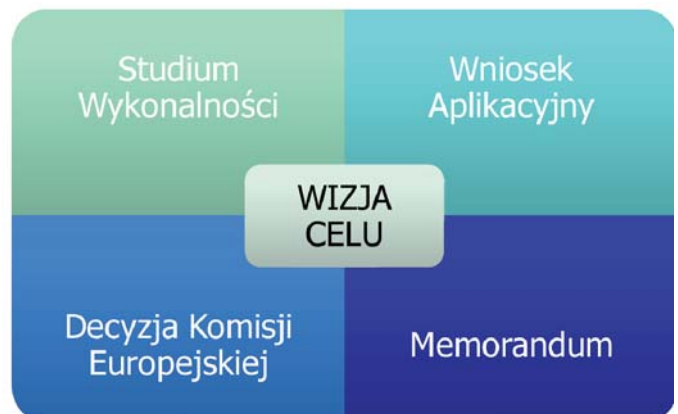 Studium
Wykonalności
Wniosek
Aplikacyjny
WIZJA
CELU
Decyzja Komisji
Europejskiej
Memorandum